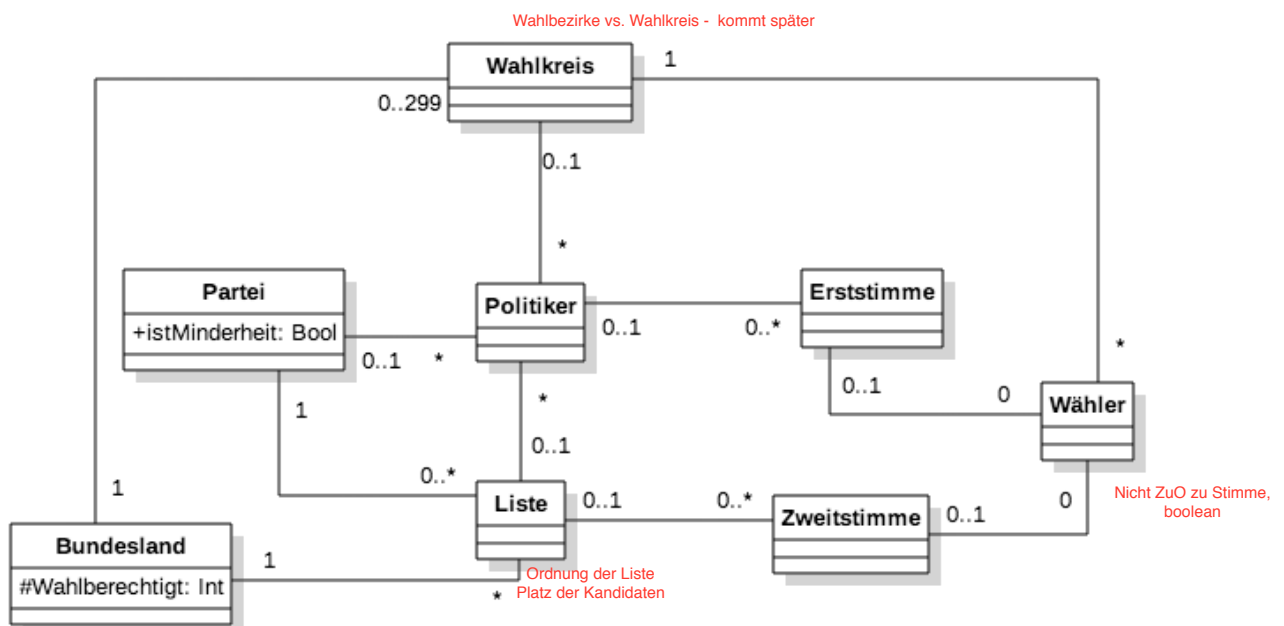 Wahlbezirke vs. Wahlkreis - kommt später
Wahlkreis
1
0..299
0..1
*
Partei
+istMinderheit: Bool
Politiker
Erststimme
0..1
*
0..1
0..*
1
*
0..1
0
*
Wähler
0..1
0..*
Liste
0..1
0..*
Zweitstimme
0..1
0
Nicht ZuO zu Stimme,
boolean
1
Bundesland
#Wahlberechtigt: Int
1
*
Ordnung der Liste
Platz der Kandidaten